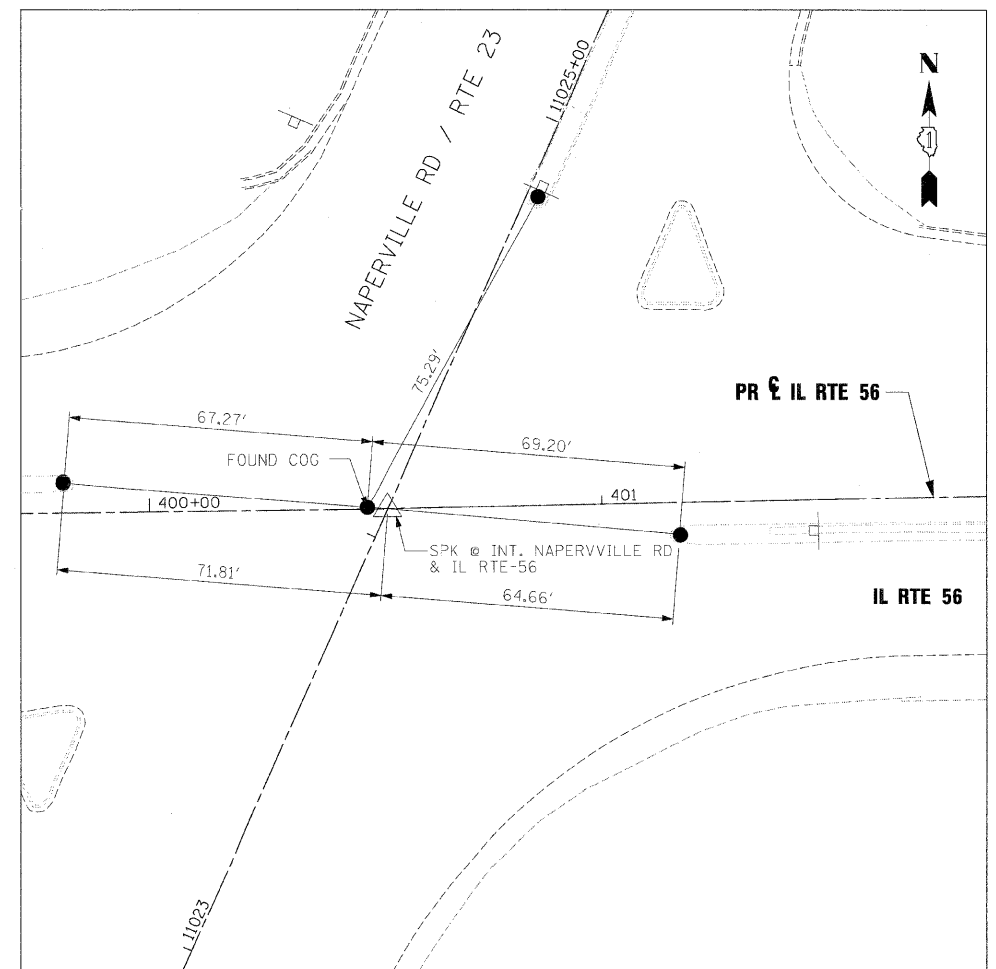 NAPERVILLE RD / RTE 23
11025+00
N
1
75.29'
PR ℄ IL RTE 56
67.27'
69.20'
FOUND COG
400+00
401
SPK @ INT. NAPERVVILLE RD
& IL RTE-56
71.81'
64.66'
IL RTE 56
11023